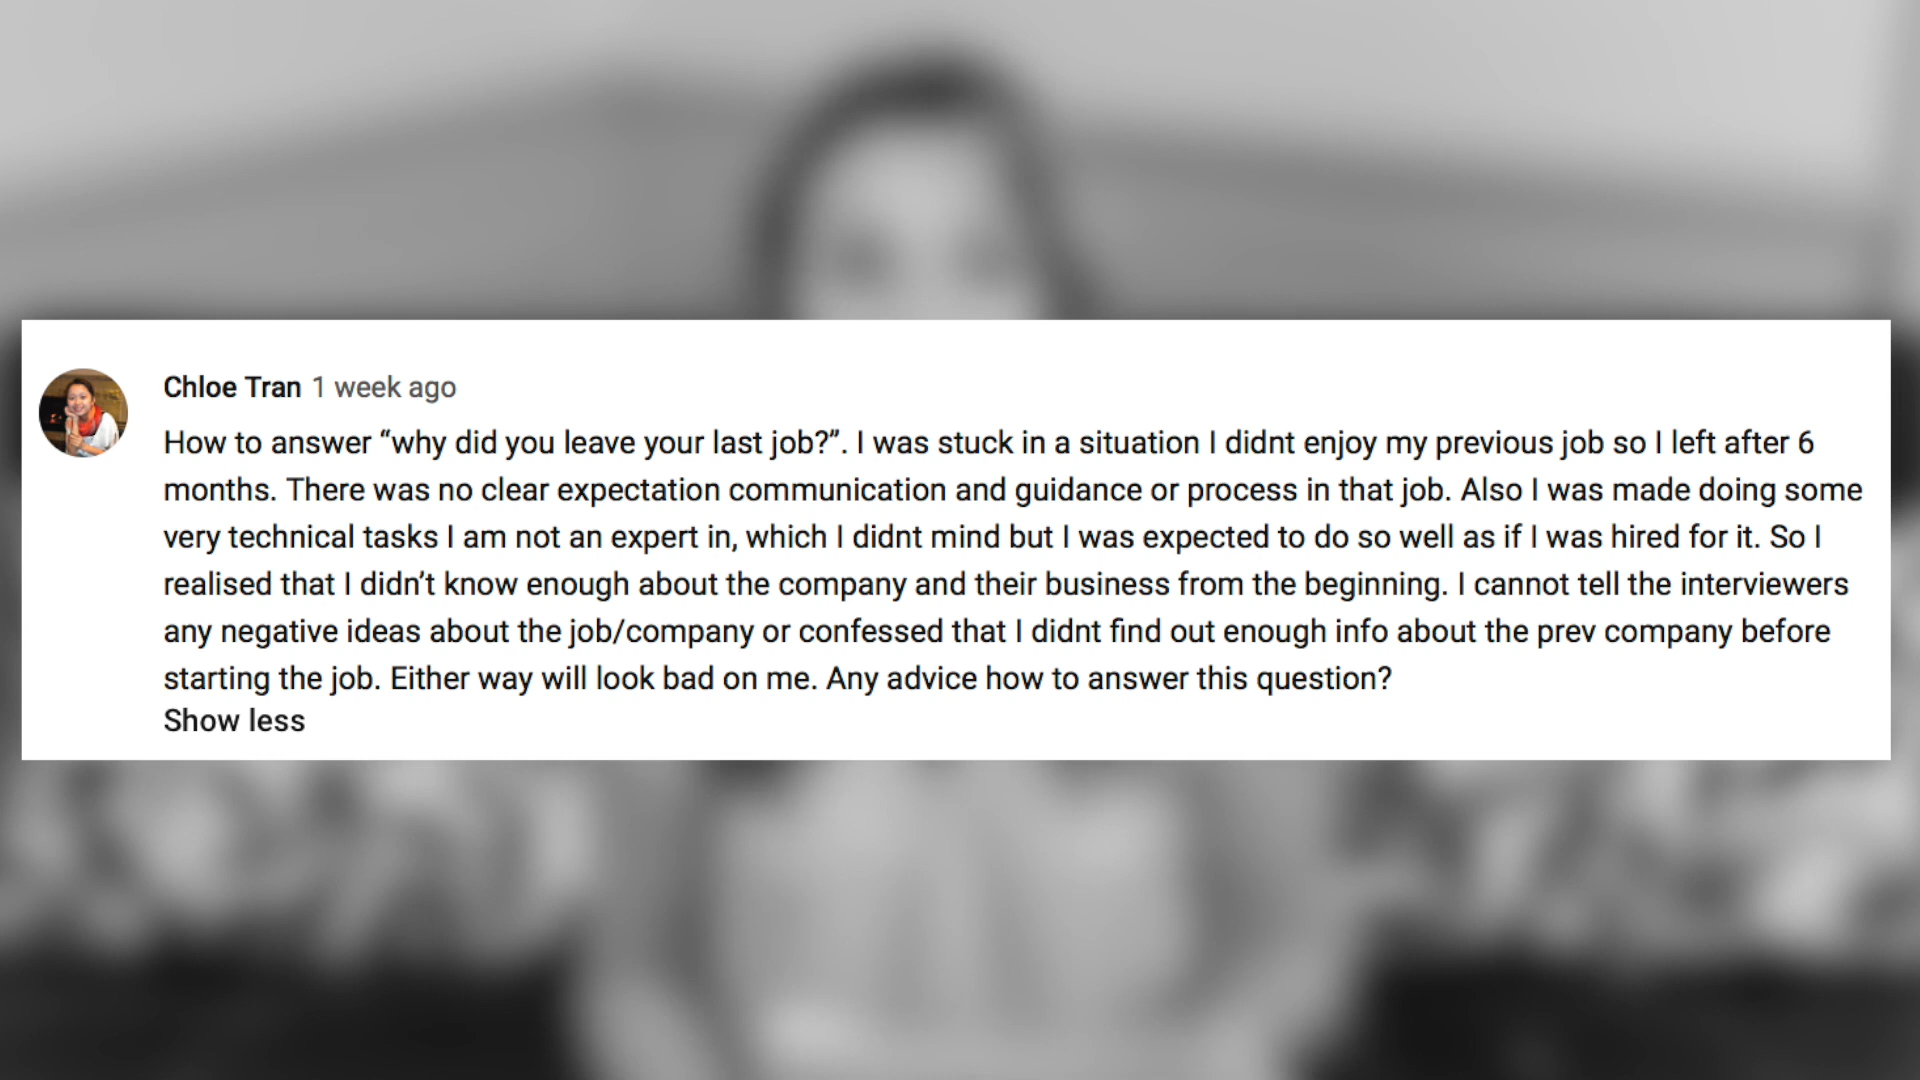 Chloe Tran 1 week ago
How to answer “why did you leave your last job?”. I was stuck in a situation I didnt enjoy my previous job so I left after 6
months. There was no clear expectation communication and guidance or process in that job. Also I was made doing some
very technical tasks I am not an expert in, which I didnt mind but I was expected to do so well as if I was hired for it. So I
realised that I didn’t know enough about the company and their business from the beginning. I cannot tell the interviewers
any negative ideas about the job/company or confessed that I didnt find out enough info about the prev company before
starting the job. Either way will look bad on me. Any advice how to answer this question?
Show less